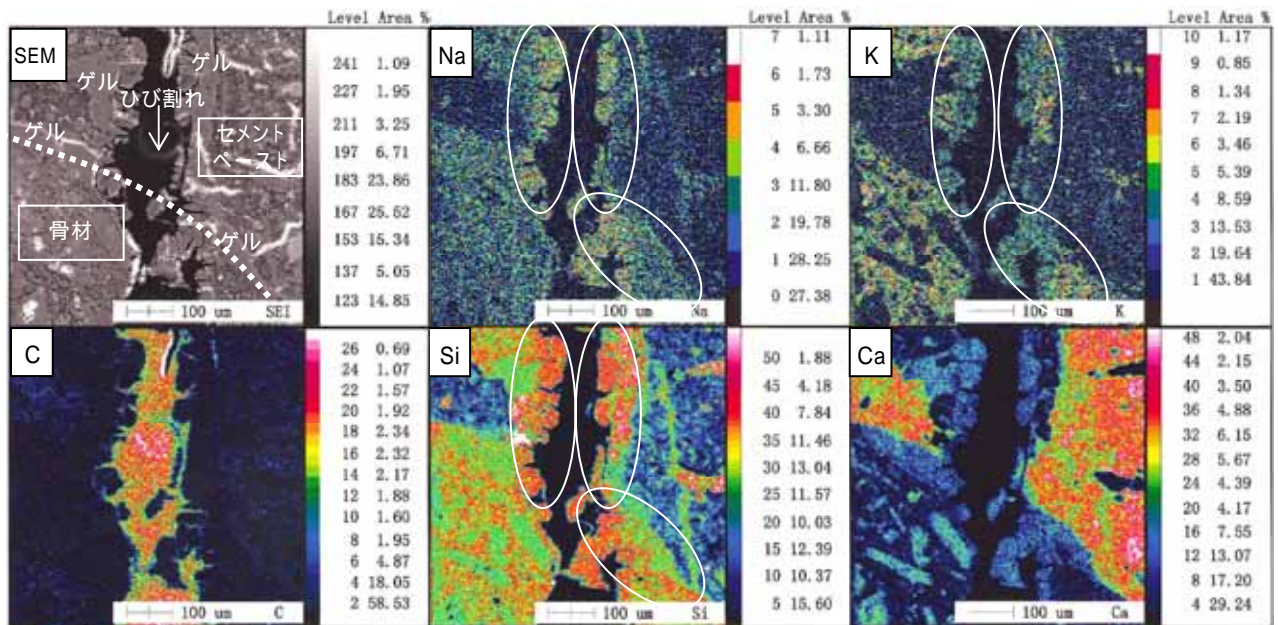 Level Area %
SEM
ゲル
ゲル
ひび割れ
ゲル
セメント
ペースト
骨材
ゲル
100 um
SEI
241 1.09
227 1.95
211 3.25
197 6.71
183 23.86
167 25.52
153 15.34
137 5.05
123 14.85
Level Area %
Na
100 um
Na
7 1.11
6 1.73
5 3.30
4 6.66
3 11.80
2 19.78
1 28.25
0 27.38
Level Area %
K
100 um
K
10 1.17
9 0.85
8 1.34
7 2.19
6 3.46
5 5.39
4 8.59
3 13.53
2 19.64
1 43.84
C
100 um
C
26 0.69
24 1.07
22 1.57
20 1.92
18 2.34
16 2.32
14 2.17
12 1.88
10 1.60
8 1.95
6 4.87
4 18.05
2 58.53
Si
100 um
Si
50 1.88
45 4.18
40 7.84
35 11.46
30 13.04
25 11.57
20 10.03
15 12.39
10 10.37
5 15.60
Ca
100 um
Ca
48 2.04
44 2.15
40 3.50
36 4.88
32 6.15
28 5.67
24 4.39
20 4.17
16 7.55
12 13.07
8 17.20
4 29.24